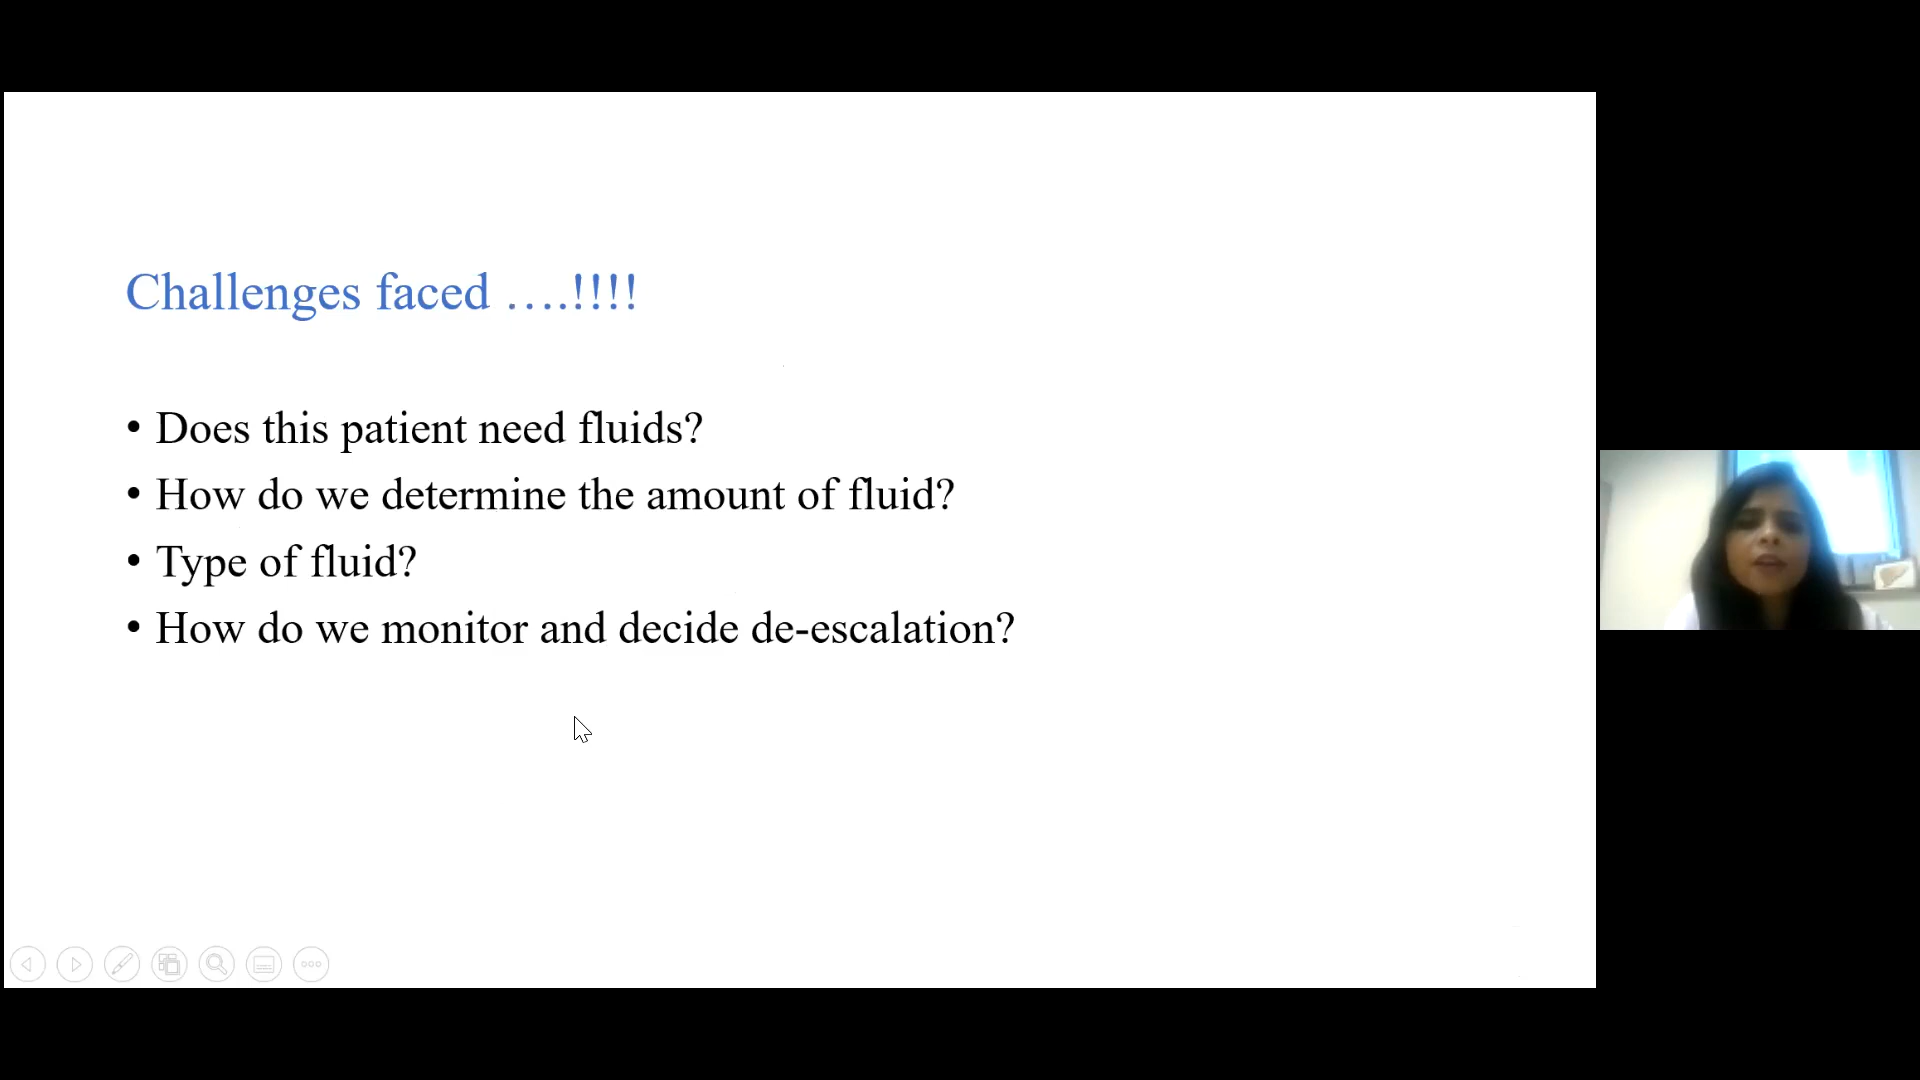 Challenges faced ….!!!!
• Does this patient need fluids?
• How do we determine the amount of fluid?
• Type of fluid?
• How do we monitor and decide de-escalation?